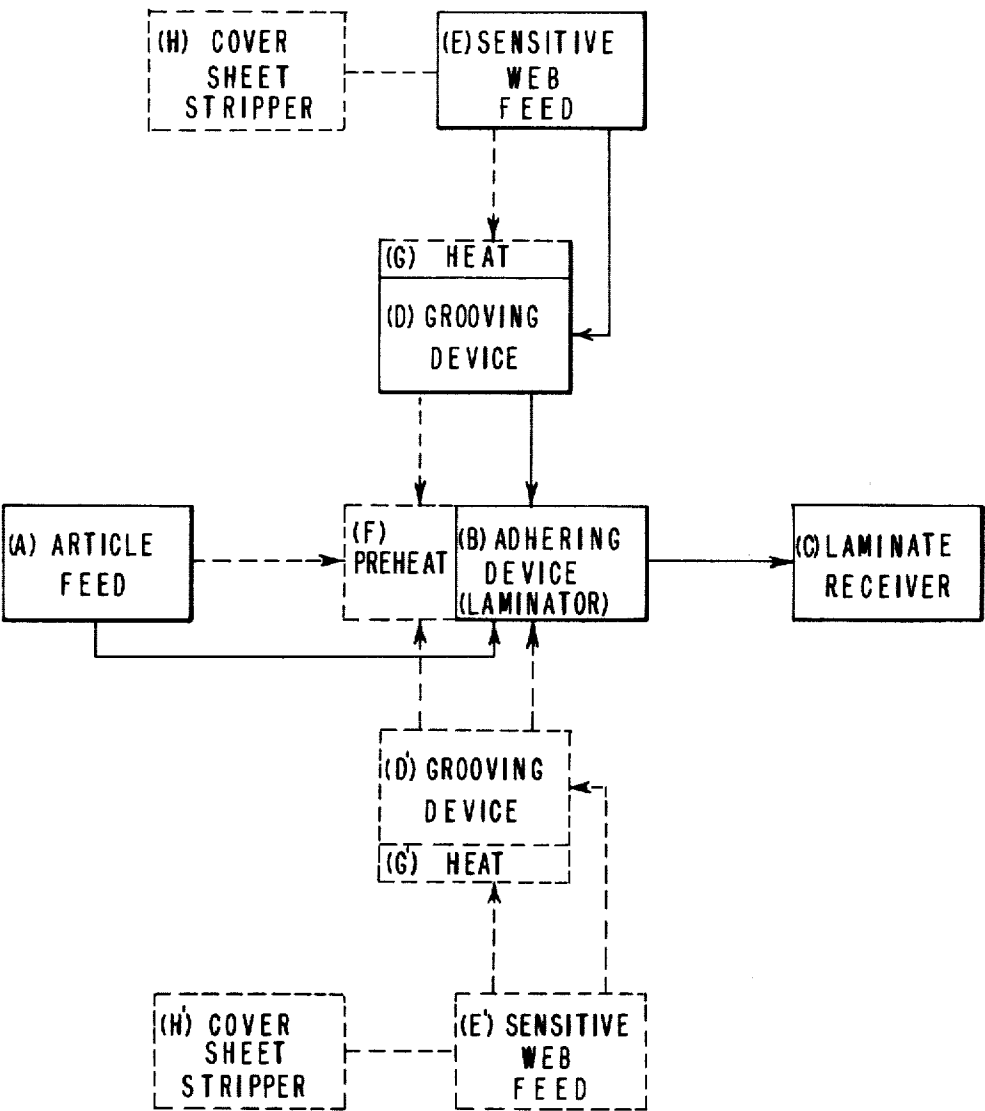 (H) COVER
SHEET
STRIPPER
(E) SENSITIVE
WEB
FEED
(G) HEAT
(D) GROOVING
DEVICE
(A) ARTICLE
FEED
(F)
PREHEAT
(B) ADHERING
DEVICE
(LAMINATOR)
(C) LAMINATE
RECEIVER
(D') GROOVING
DEVICE
(G') HEAT
(H') COVER
SHEET
STRIPPER
(E') SENSITIVE
WEB
FEED